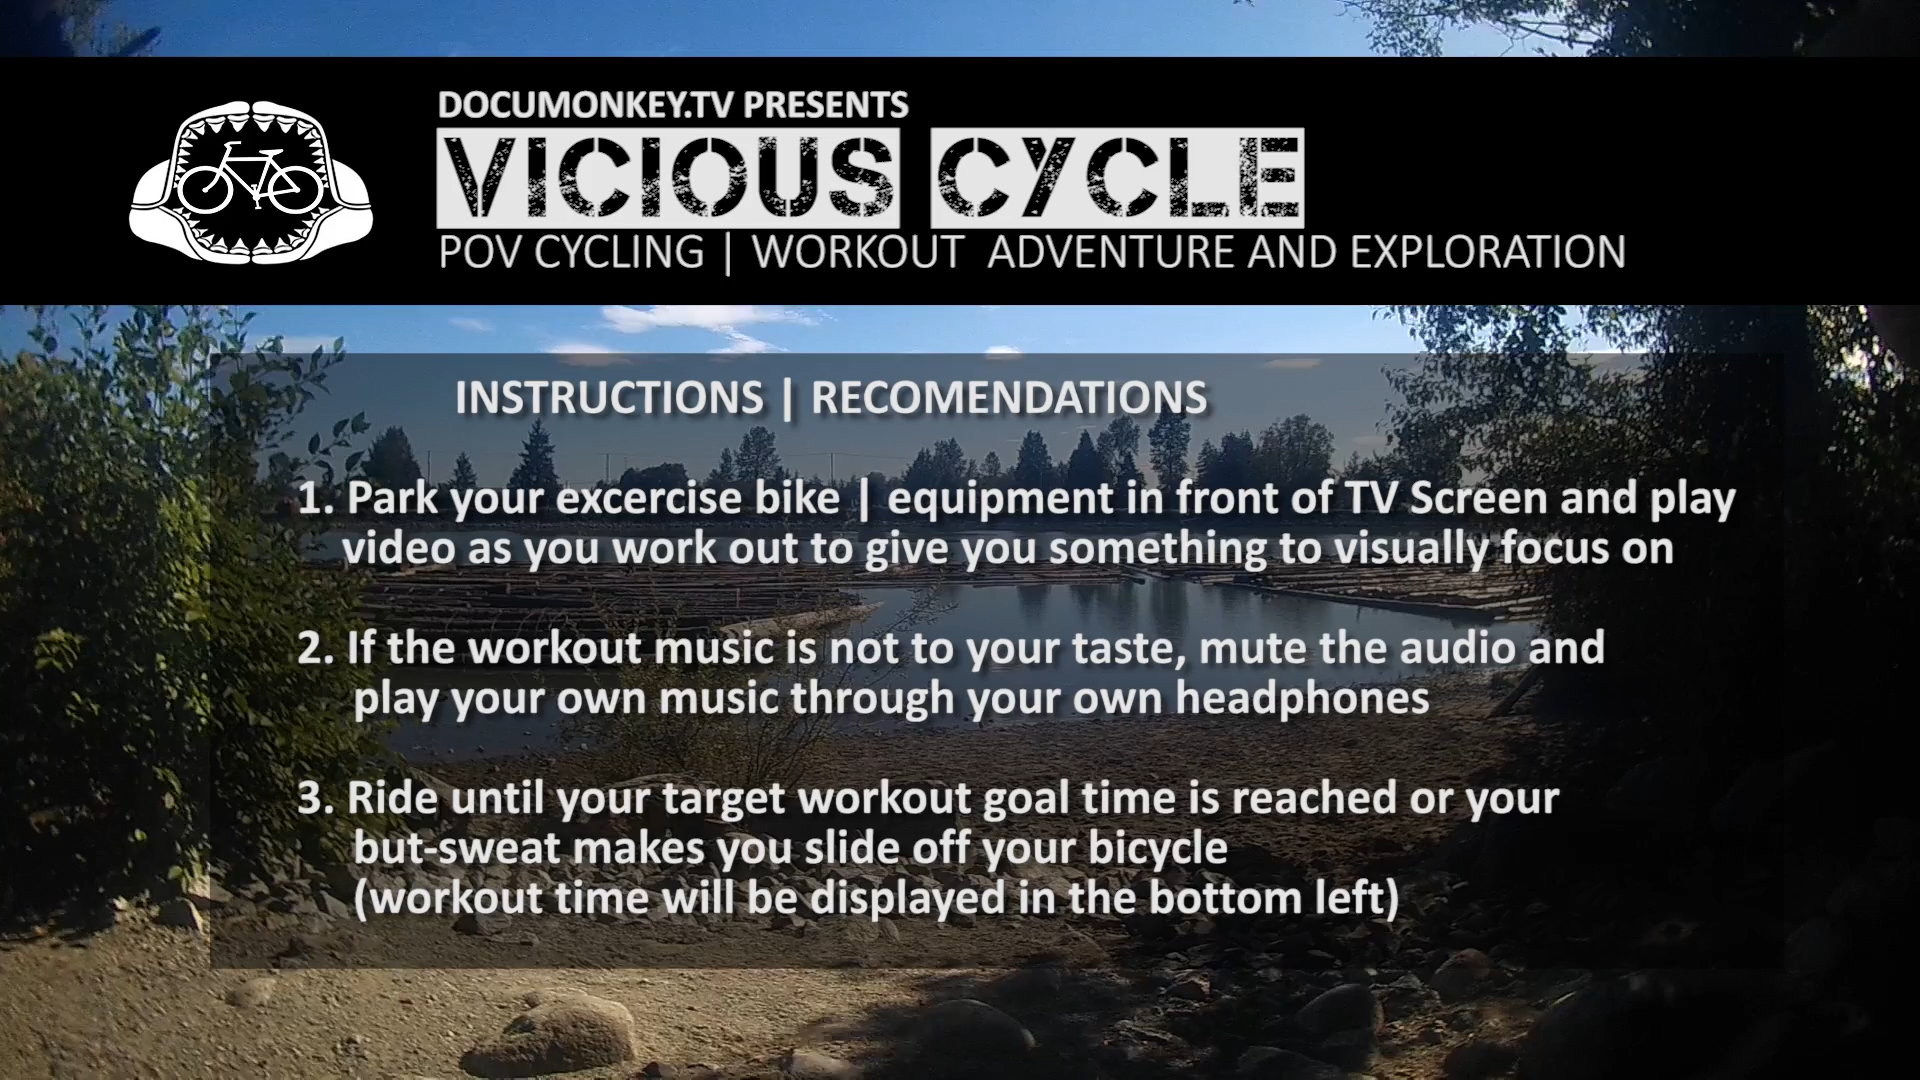 DOCUMONKEY.TV PRESENTS
VICIOUS CYCLE
POV CYCLING | WORKOUT ADVENTURE AND EXPLORATION
INSTRUCTIONS | RECOMENDATIONS
1. Park your excercise bike | equipment in front of TV Screen and play
video as you work out to give you something to visually focus on
2. If the workout music is not to your taste, mute the audio and
play your own music through your own headphones
3. Ride until your target workout goal time is reached or your
but-sweat makes you slide off your bicycle
(workout time will be displayed in the bottom left)